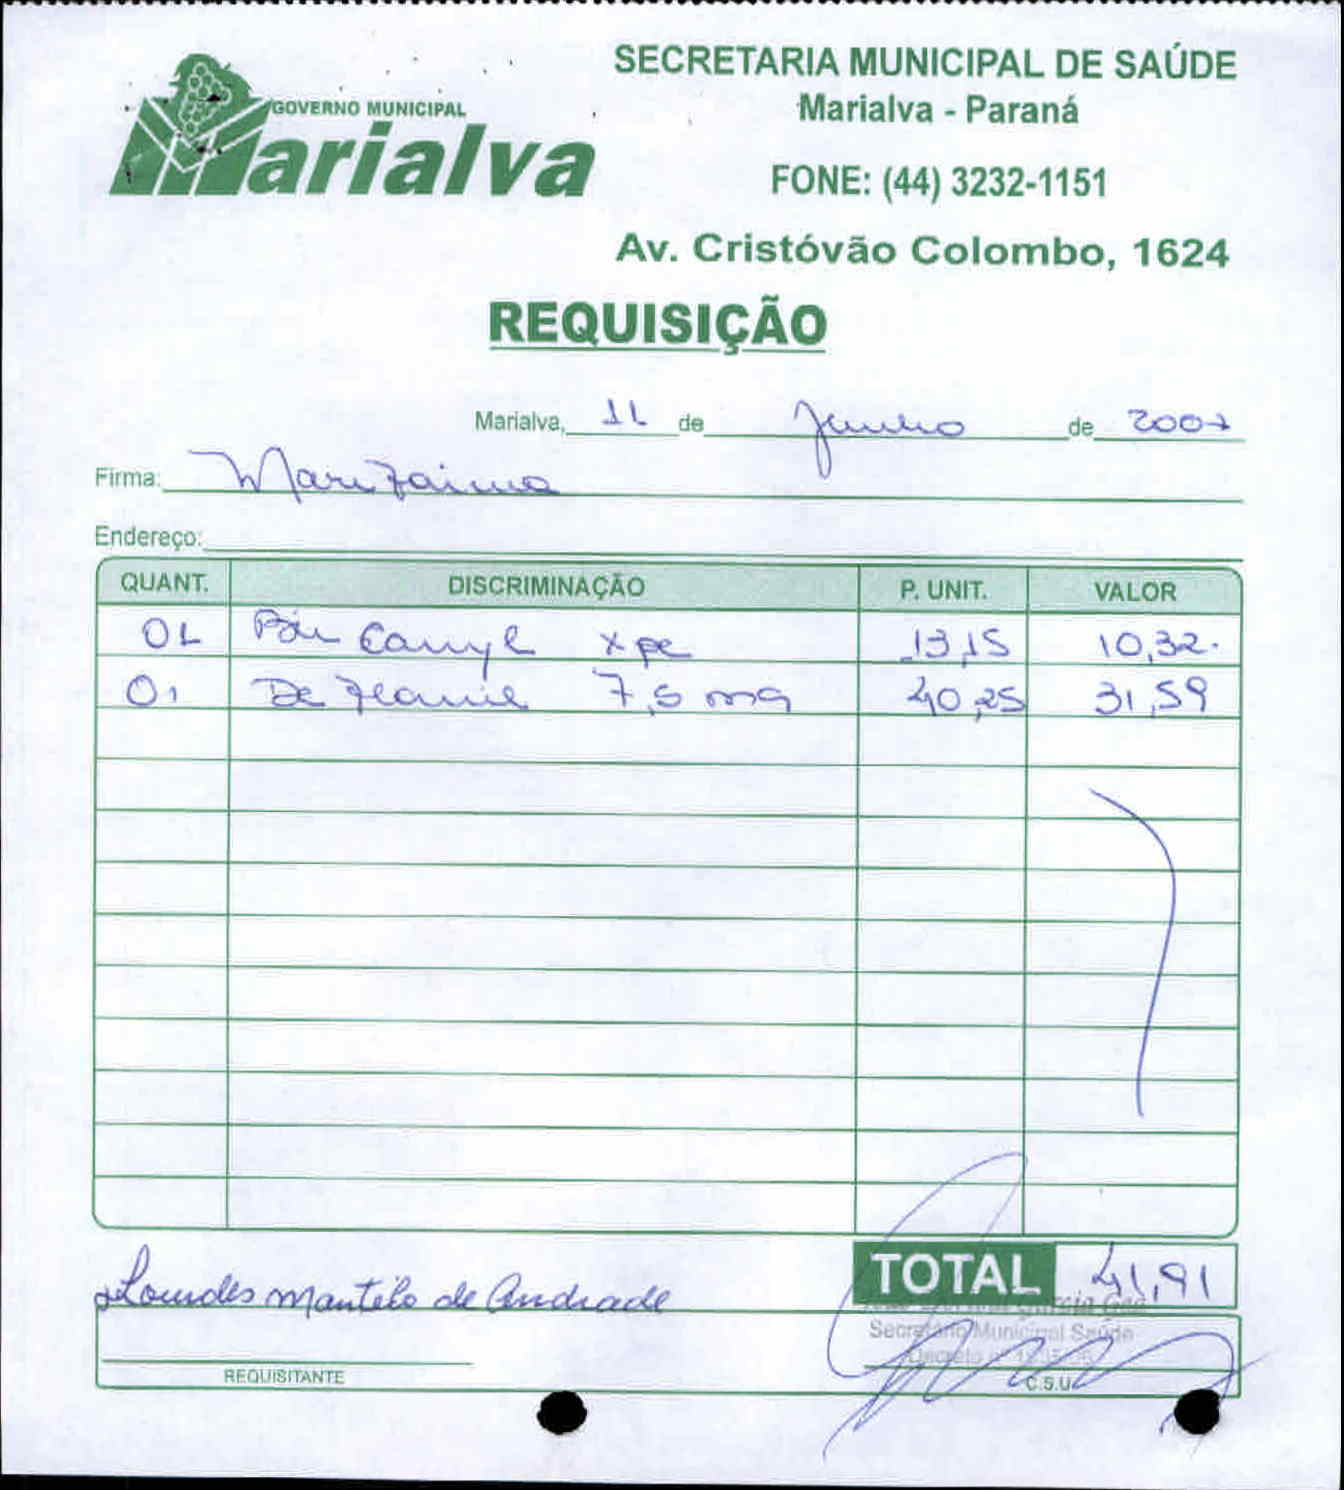 GOVERNO MUNICIPAL
Marialva
SECRETARIA MUNICIPAL DE SAÚDE
Marialva - Paraná
FONE: (44) 3232-1151
Av. Cristóvão Colombo, 1624
REQUISIÇÃO
Marialva, 11 de Junho de 2007
Firma:
Endereço:
QUANT. DISCRIMINAÇÃO P. UNIT. VALOR
01 xpe 13,15 10,32
01 7,5 mg 40,25 31,59
TOTAL 41,91
Lourdes Mantelo de Andrade
Secretário Municipal Saúde
Decreto nº
REQUISITANTE C.S.U.